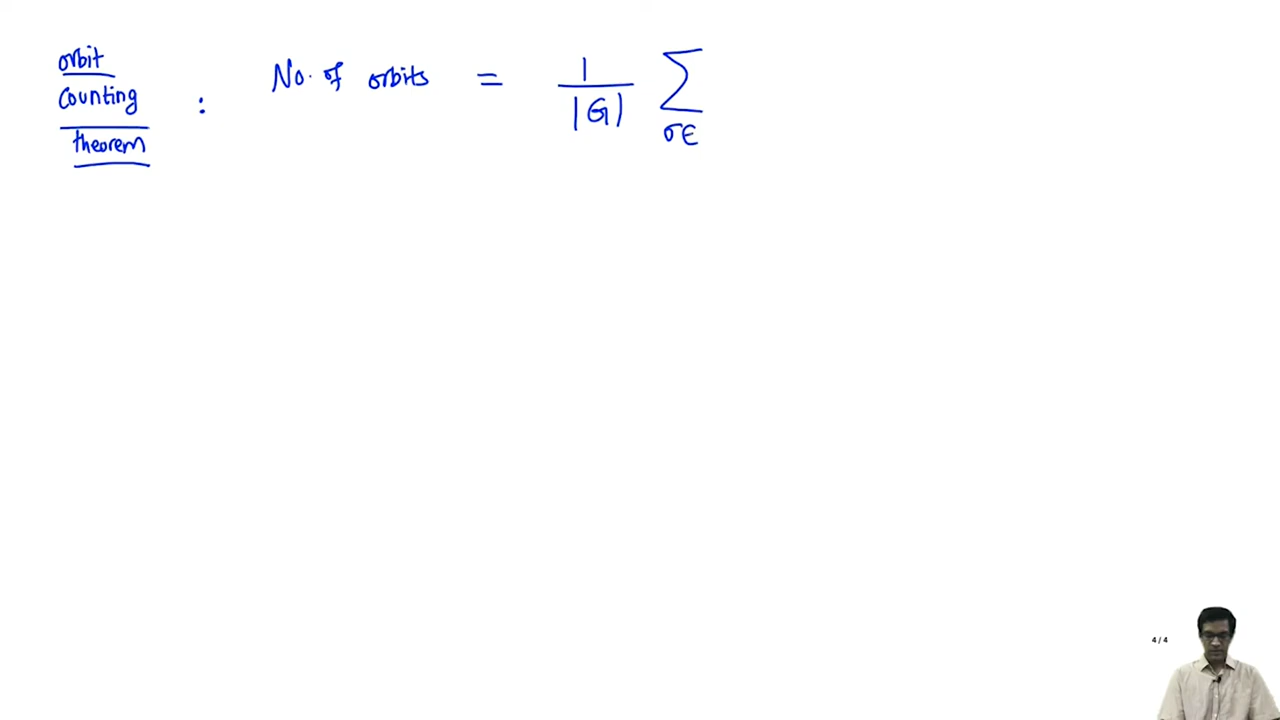 orbit
counting
theorem : No. of orbits = 1/|G| ∑ σ∈
4 / 4